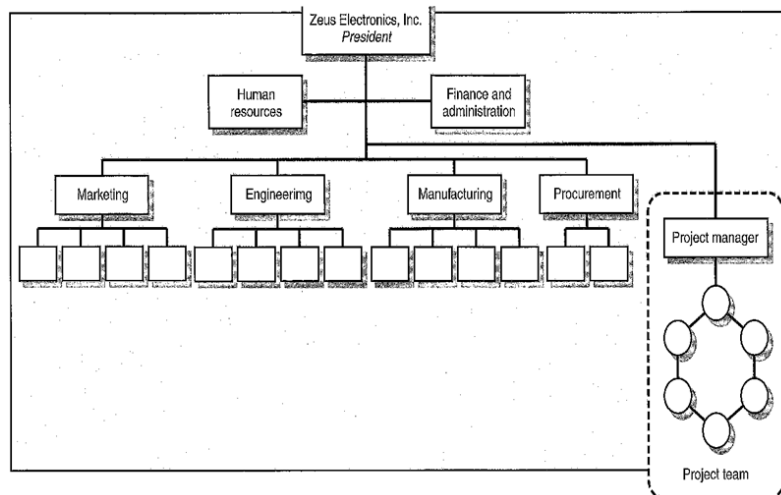 Zeus Electronics, Inc.
President
Human
resources
Finance and
administration
Marketing
Engineerimg
Manufacturing
Procurement
Project manager
Project team